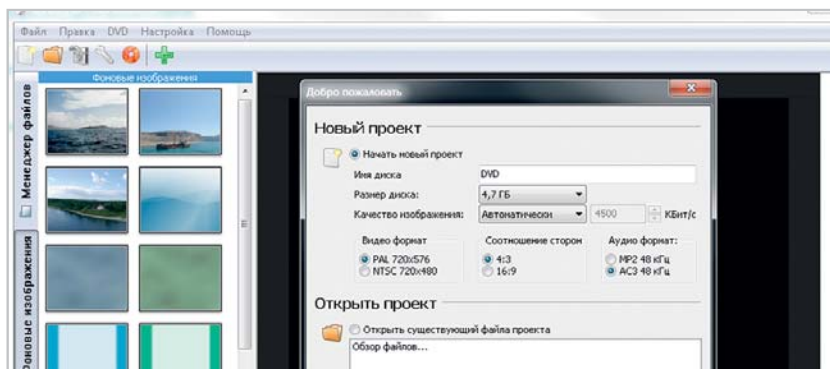 Файл Правка DVD Настройка Помощь
Фоновые изображения
Менеджер файлов
Фоновые изображения
Добро пожаловать
Новый проект
Начать новый проект
Имя диска DVD
Размер диска: 4,7 ГБ
Качество изображения: Автоматически 4500 КБит/с
Видео формат Соотношение сторон Аудио формат:
PAL 720x576 4:3 MP2 48 кГц
NTSC 720x480 16:9 AC3 48 кГц
Открыть проект
Открыть существующий файла проекта
Обзор файлов...